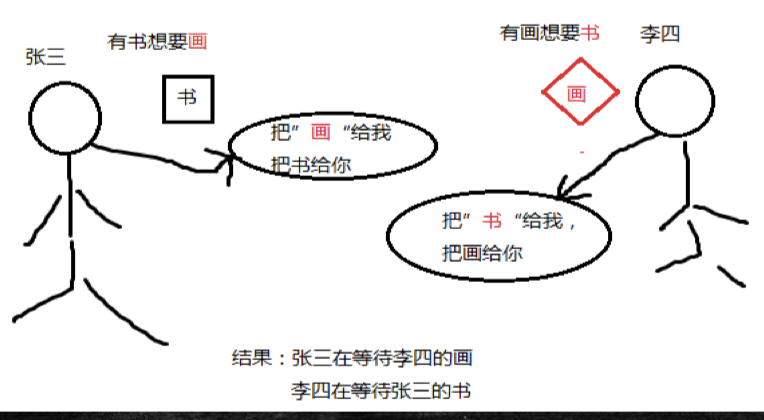 有书想要画
有画想要书
张三
李四
书
画
把”画“给我
把书给你
把”书“给我，
把画给你
结果：张三在等待李四的画
李四在等待张三的书